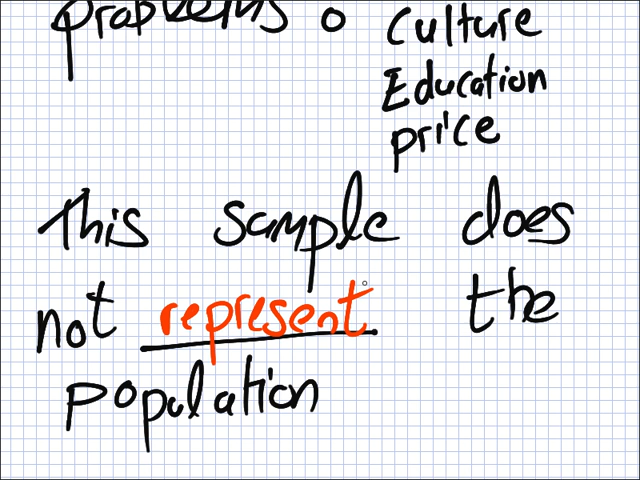 problems o Culture
Education
price
This sample does
not represent the
population